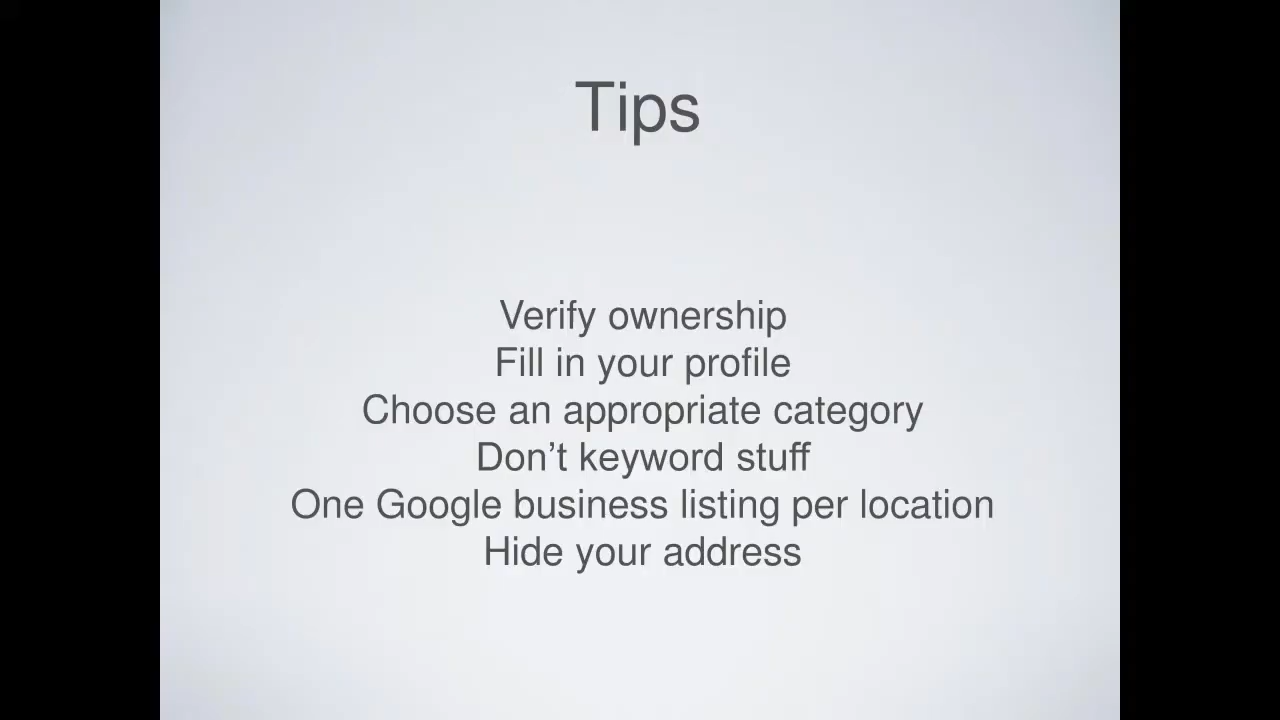 Tips
Verify ownership
Fill in your profile
Choose an appropriate category
Don’t keyword stuff
One Google business listing per location
Hide your address